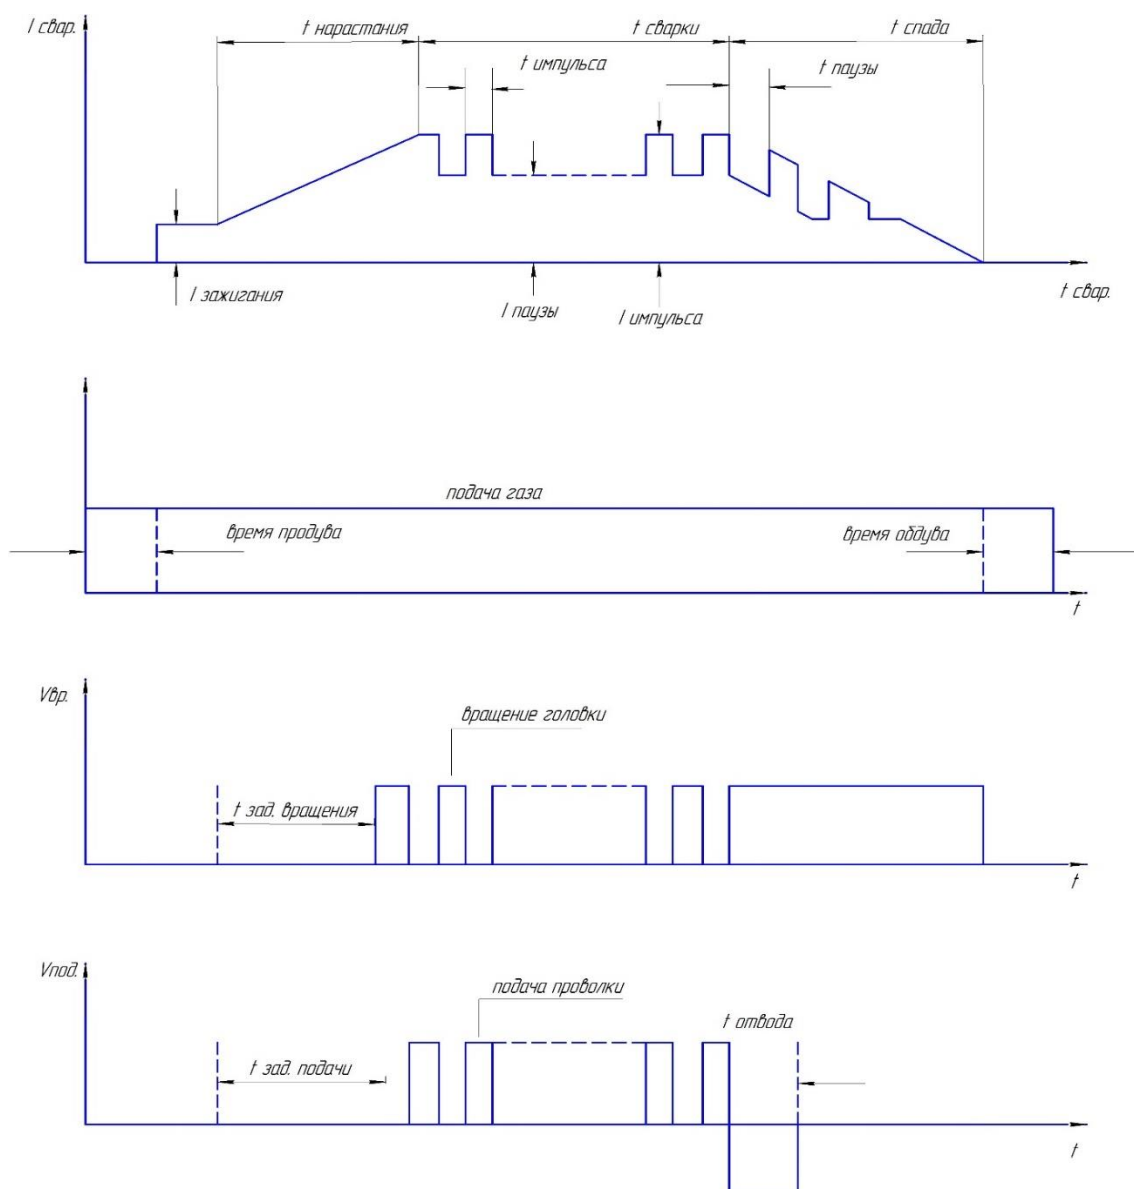 I свар.
t нарастания
t сварки
t спада
t импульса
t паузы
I зажигания
I паузы
I импульса
t свар.
подача газа
время продува
время обдува
t
Vвр.
вращение головки
t зад. вращения
t
Vпод.
подача проволки
t отвода
t зад. подачи
t